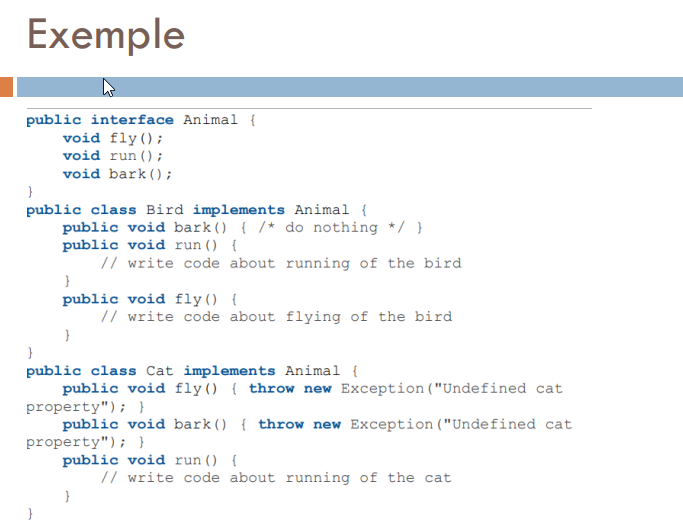 Exemple
public interface Animal {
    void fly();
    void run();
    void bark();
}
public class Bird implements Animal {
    public void bark() { /* do nothing */ }
    public void run() {
        // write code about running of the bird
    }
    public void fly() {
        // write code about flying of the bird
    }
}
public class Cat implements Animal {
    public void fly() { throw new Exception("Undefined cat
property"); }
    public void bark() { throw new Exception("Undefined cat
property"); }
    public void run() {
        // write code about running of the cat
    }
}